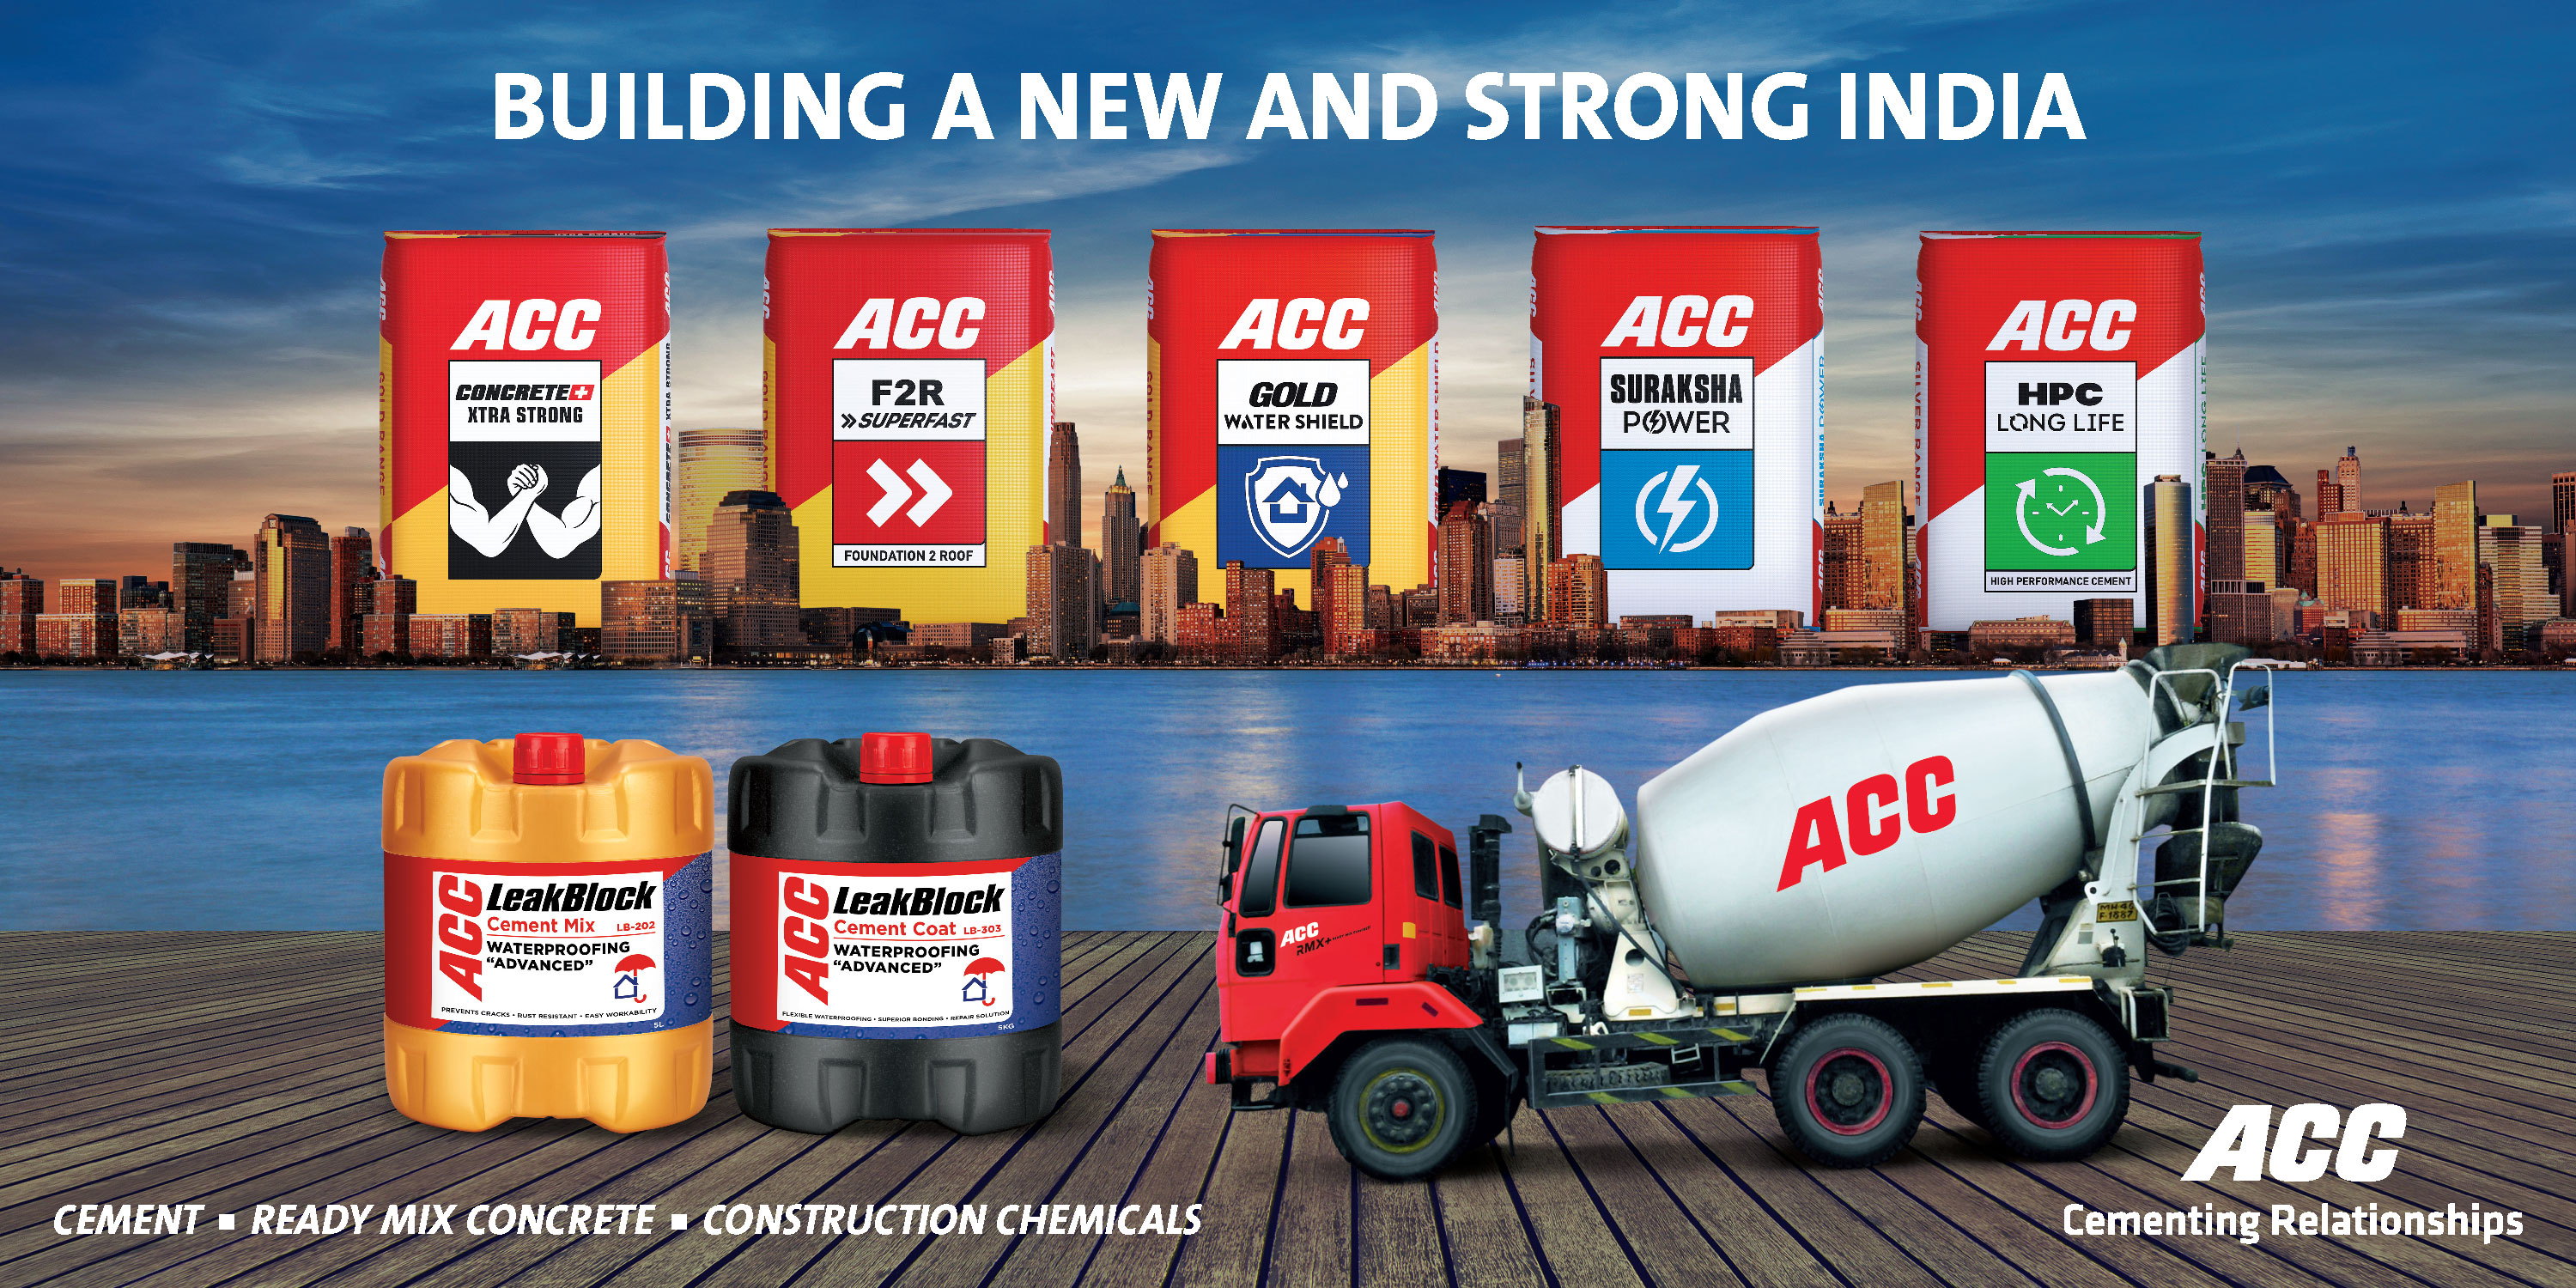 BUILDING A NEW AND STRONG INDIA
ACC
CONCRETE+
XTRA STRONG
ACC
F2R
»SUPERFAST
FOUNDATION 2 ROOF
ACC
GOLD
WATER SHIELD
ACC
SURAKSHA
POWER
ACC
HPC
LONG LIFE
HIGH PERFORMANCE CEMENT
ACC
LeakBlock
Cement Mix LB-202
WATERPROOFING
“ADVANCED”
PREVENTS CRACKS • RUST RESISTANT • EASY WORKABILITY
5L
ACC
LeakBlock
Cement Coat LB-303
WATERPROOFING
“ADVANCED”
FLEXIBLE WATERPROOFING • SUPERIOR BONDING • REPAIR SOLUTION
5KG
ACC
ACC
RMX+
CEMENT ▪ READY MIX CONCRETE ▪ CONSTRUCTION CHEMICALS
ACC
Cementing Relationships